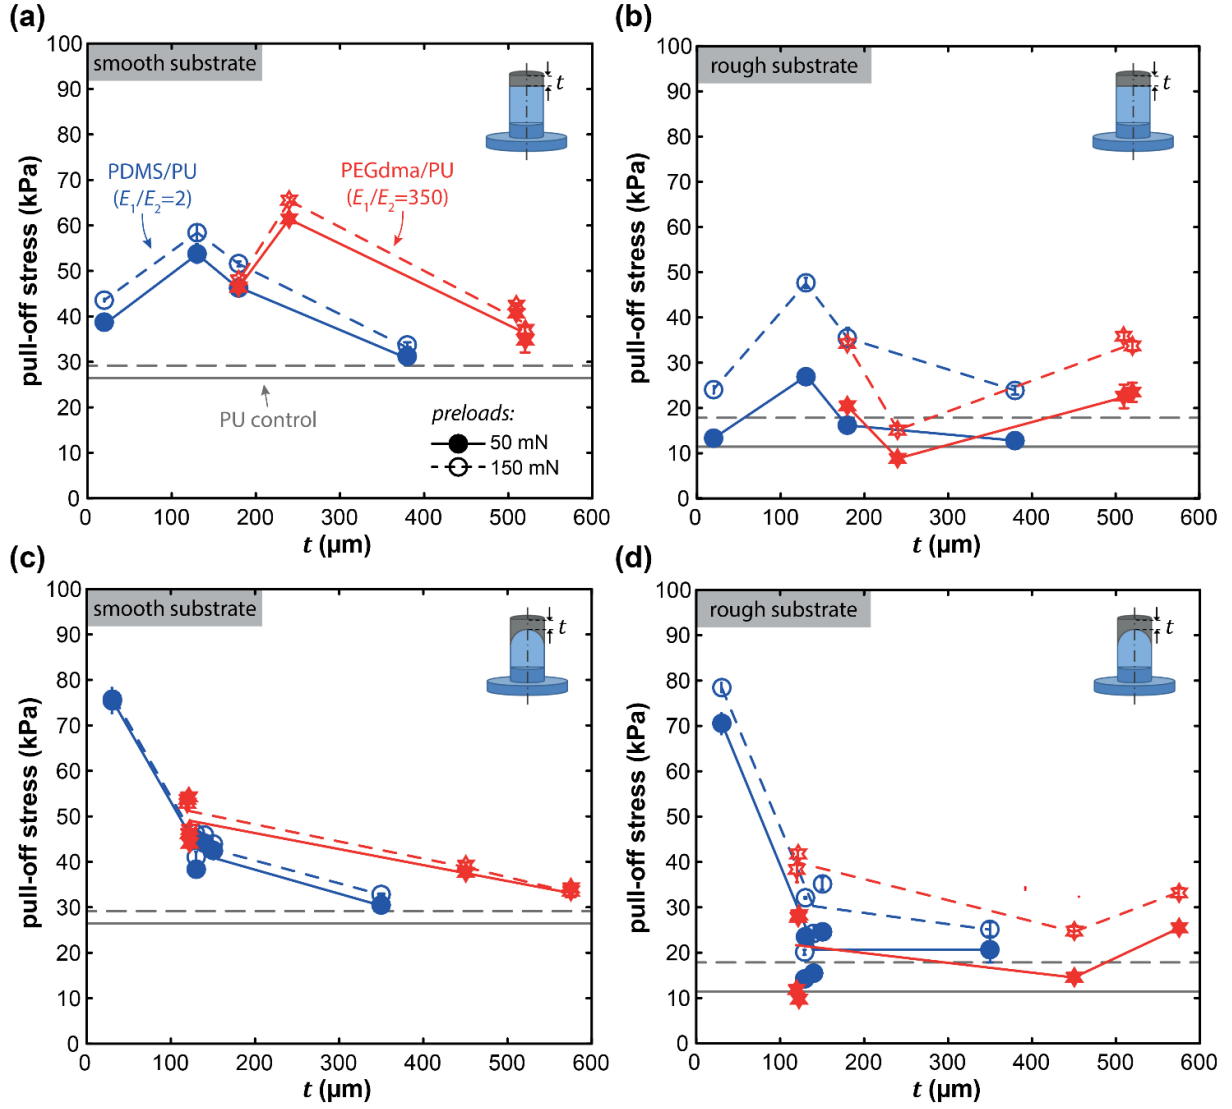 (a)
smooth substrate
t
PDMS/PU
(E₁/E₂=2)
PEGdma/PU
(E₁/E₂=350)
PU control
preloads:
50 mN
150 mN
100
90
80
70
60
50
40
30
20
10
0
pull-off stress (kPa)
0 100 200 300 400 500 600
t (µm)
(b)
rough substrate
t
100
90
80
70
60
50
40
30
20
10
0
pull-off stress (kPa)
0 100 200 300 400 500 600
t (µm)
(c)
smooth substrate
t
100
90
80
70
60
50
40
30
20
10
0
pull-off stress (kPa)
0 100 200 300 400 500 600
t (µm)
(d)
rough substrate
t
100
90
80
70
60
50
40
30
20
10
0
pull-off stress (kPa)
0 100 200 300 400 500 600
t (µm)